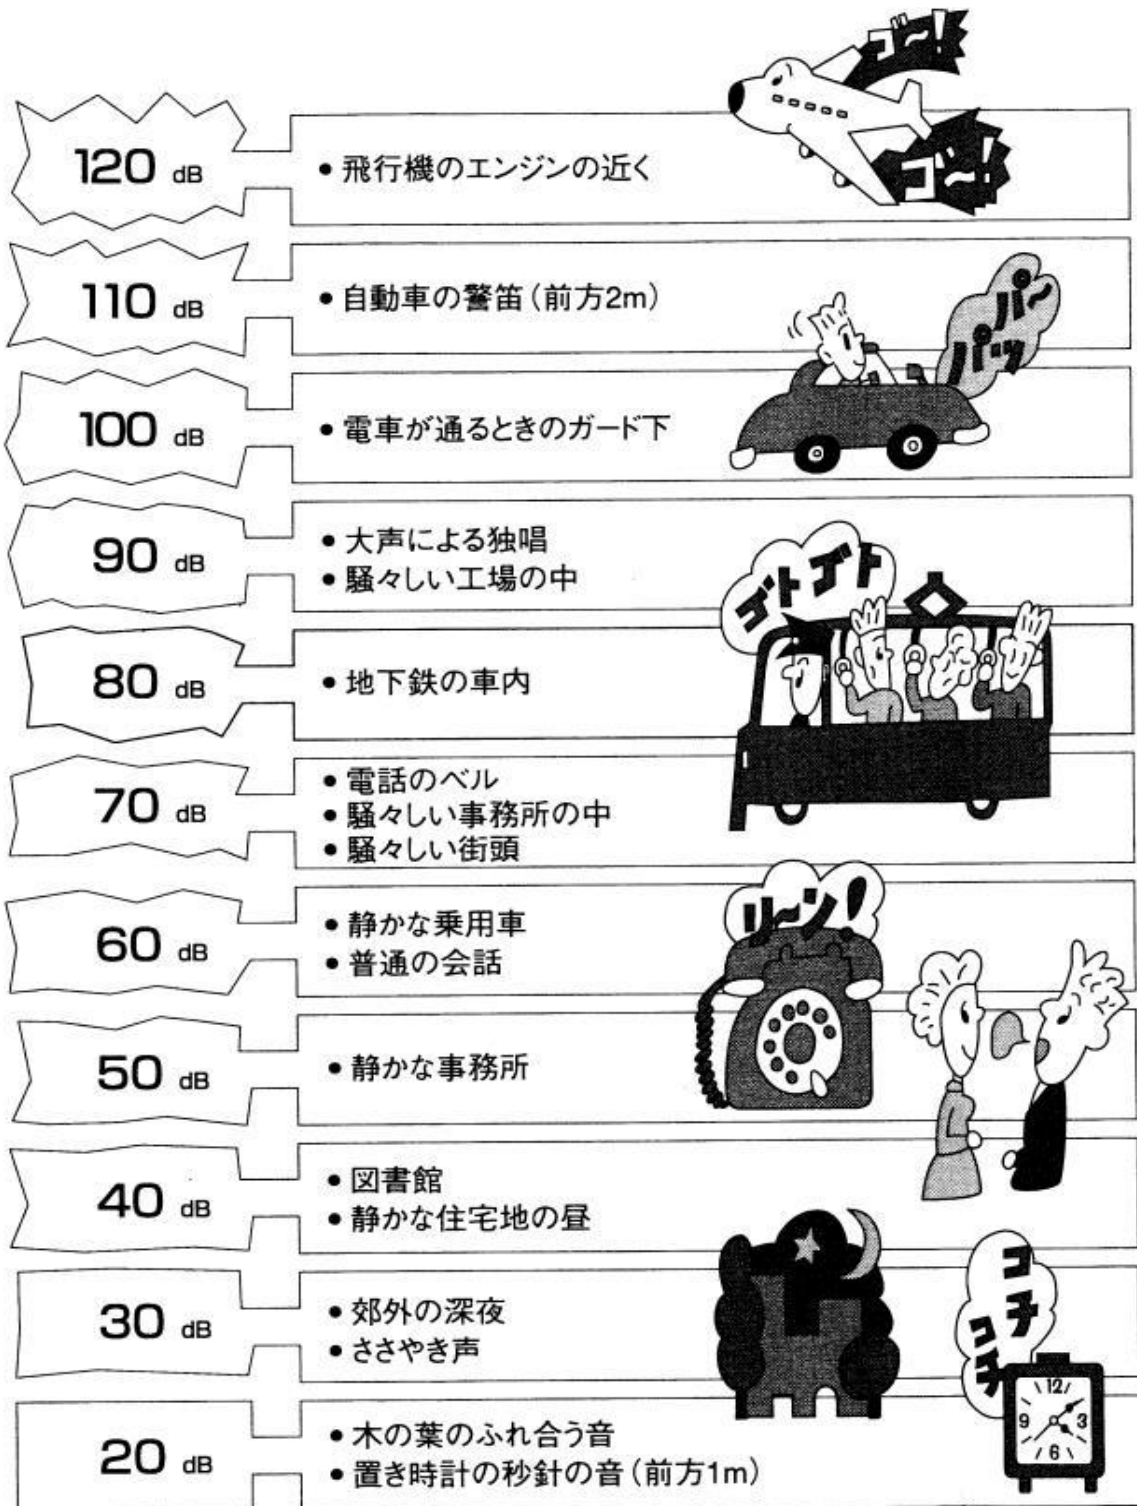 ゴ〜!
ゴ〜!
120 dB
• 飛行機のエンジンの近く
110 dB
• 自動車の警笛（前方2m）
パ〜
パッ
100 dB
• 電車が通るときのガード下
90 dB
• 大声による独唱
• 騒々しい工場の中
ゴトゴト
80 dB
• 地下鉄の車内
70 dB
• 電話のベル
• 騒々しい事務所の中
• 騒々しい街頭
リ〜ン!
60 dB
• 静かな乗用車
• 普通の会話
50 dB
• 静かな事務所
40 dB
• 図書館
• 静かな住宅地の昼
30 dB
• 郊外の深夜
• ささやき声
コチ
コチ
20 dB
• 木の葉のふれ合う音
• 置き時計の秒針の音（前方1m）
12
9 3
6